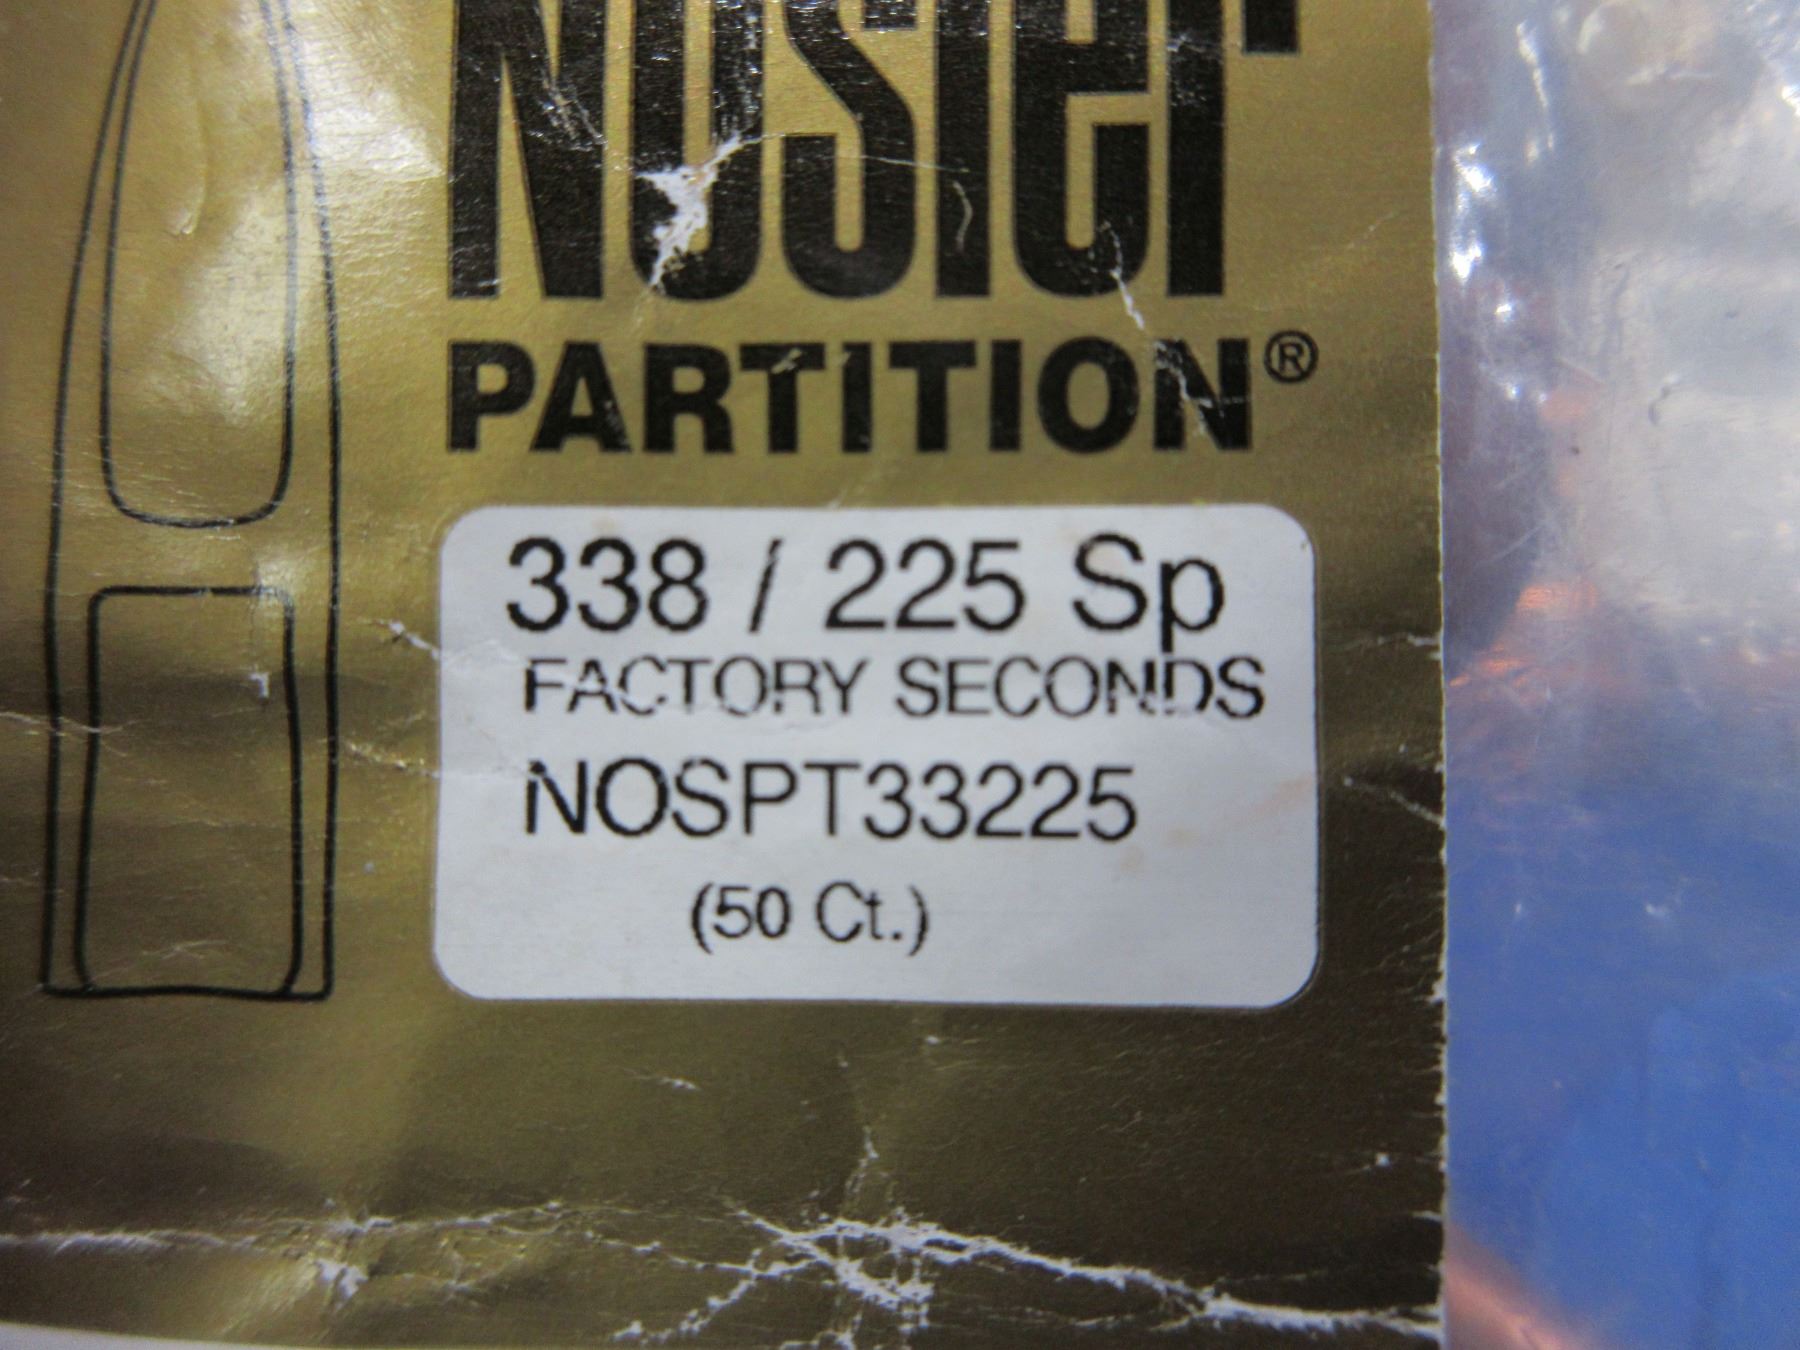 Nosler
PARTITION®
338 / 225 Sp
FACTORY SECONDS
NOSPT33225
(50 Ct.)